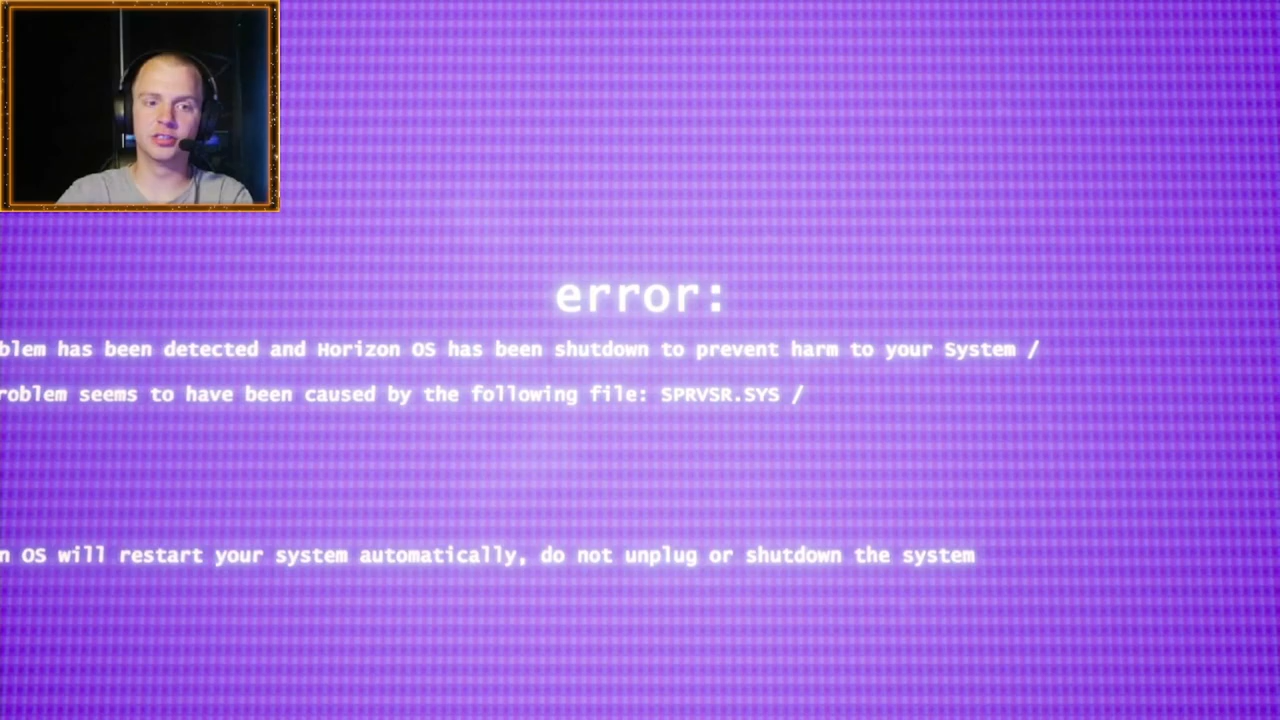 error:
blem has been detected and Horizon OS has been shutdown to prevent harm to your System /
roblem seems to have been caused by the following file: SPRVSR.SYS /
n OS will restart your system automatically, do not unplug or shutdown the system